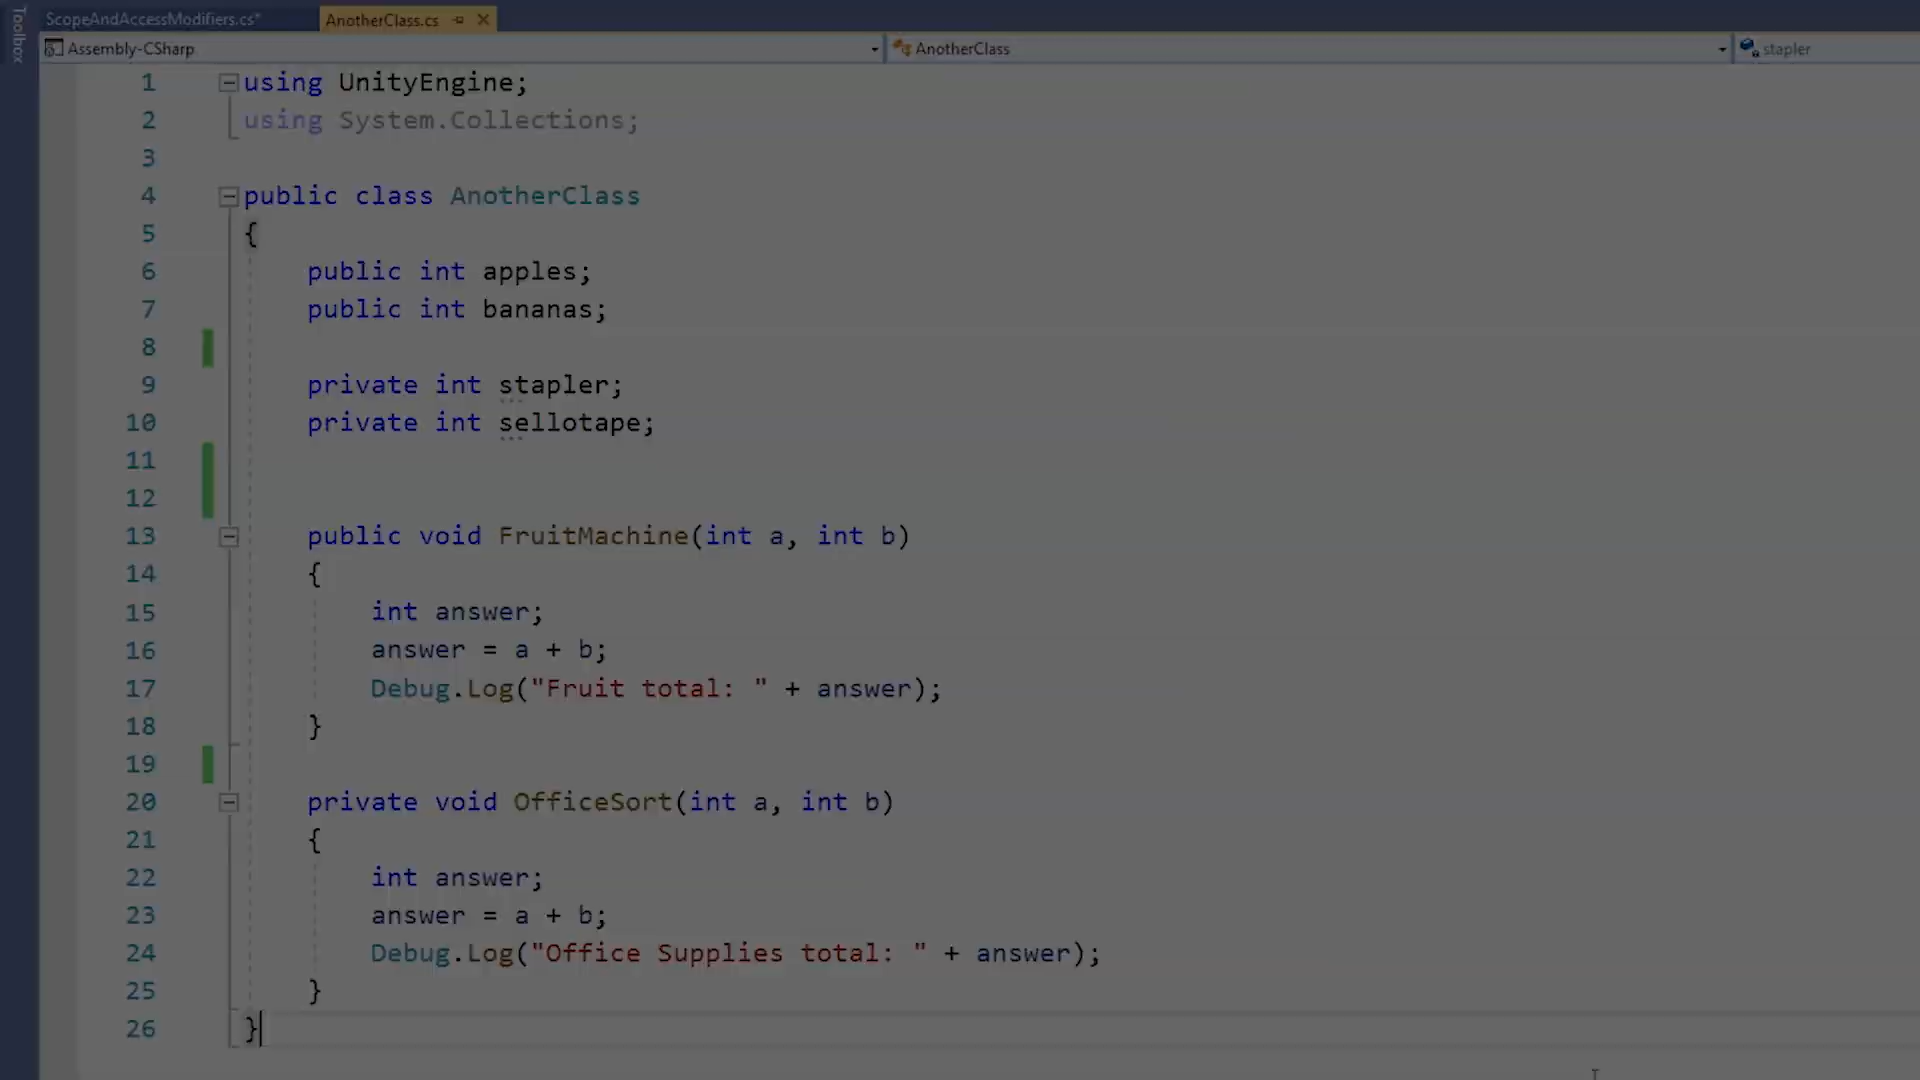 Toolbox
ScopeAndAccessModifiers.cs*
AnotherClass.cs
Assembly-CSharp
AnotherClass
stapler
1 using UnityEngine;
2 using System.Collections;
3
4 public class AnotherClass
5 {
6 public int apples;
7 public int bananas;
8
9 private int stapler;
10 private int sellotape;
11
12
13 public void FruitMachine(int a, int b)
14 {
15 int answer;
16 answer = a + b;
17 Debug.Log("Fruit total: " + answer);
18 }
19
20 private void OfficeSort(int a, int b)
21 {
22 int answer;
23 answer = a + b;
24 Debug.Log("Office Supplies total: " + answer);
25 }
26 }